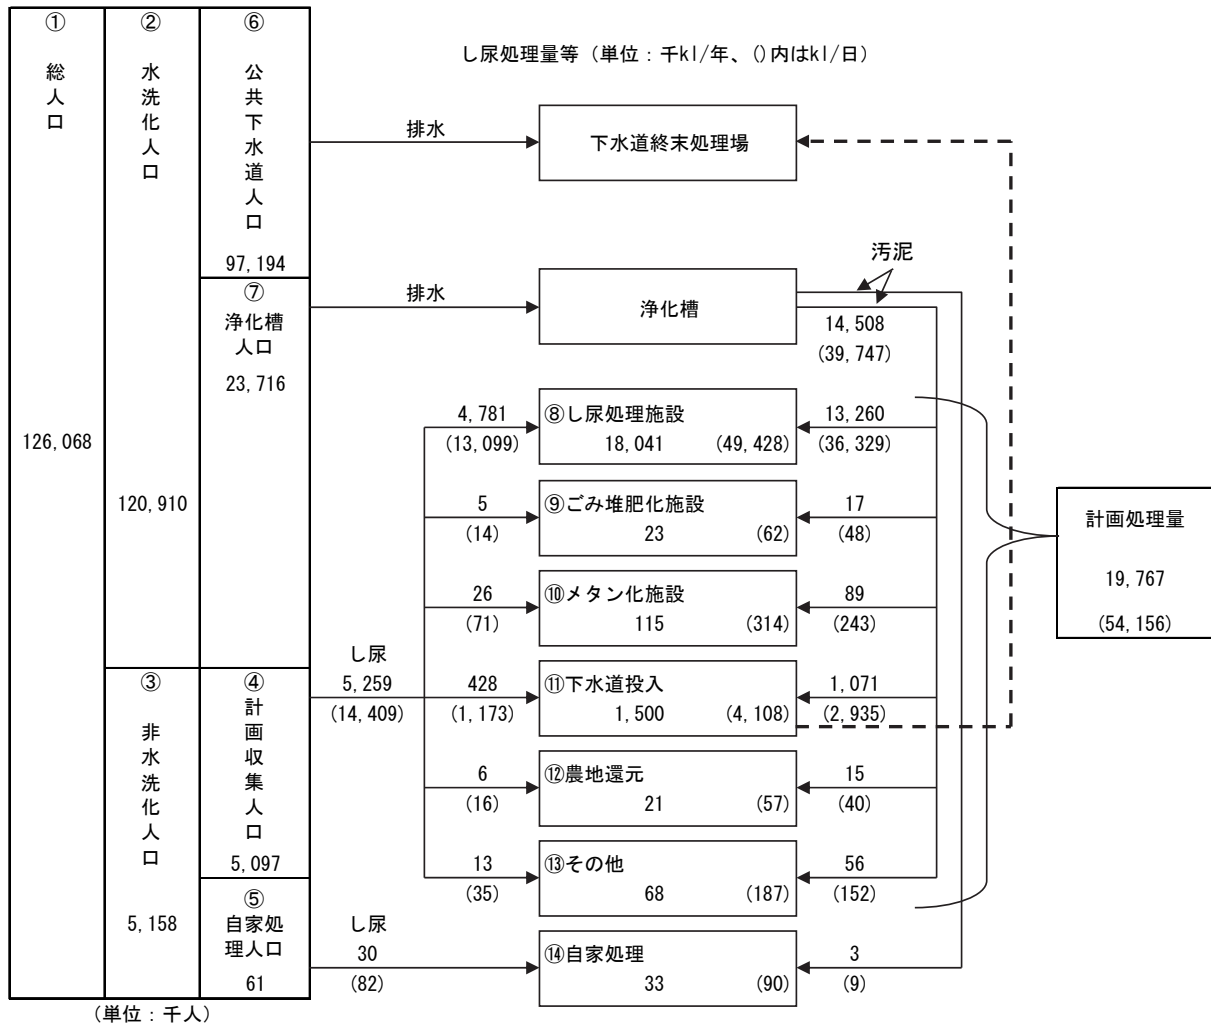 ①
総人口
126,068
②
水洗化人口
120,910
③
非水洗化人口
5,158
⑥
公共下水道人口
97,194
⑦
浄化槽
人口
23,716
④
計画収集人口
5,097
⑤
自家処
理人口
61
(単位：千人)
し尿処理量等（単位：千kl/年、()内はkl/日）
排水
下水道終末処理場
排水
浄化槽
汚泥
14,508
(39,747)
し尿
5,259
(14,409)
4,781
(13,099)
⑧し尿処理施設
18,041 (49,428)
13,260
(36,329)
5
(14)
⑨ごみ堆肥化施設
23 (62)
17
(48)
26
(71)
⑩メタン化施設
115 (314)
89
(243)
428
(1,173)
⑪下水道投入
1,500 (4,108)
1,071
(2,935)
6
(16)
⑫農地還元
21 (57)
15
(40)
13
(35)
⑬その他
68 (187)
56
(152)
し尿
30
(82)
⑭自家処理
33 (90)
3
(9)
計画処理量
19,767
(54,156)